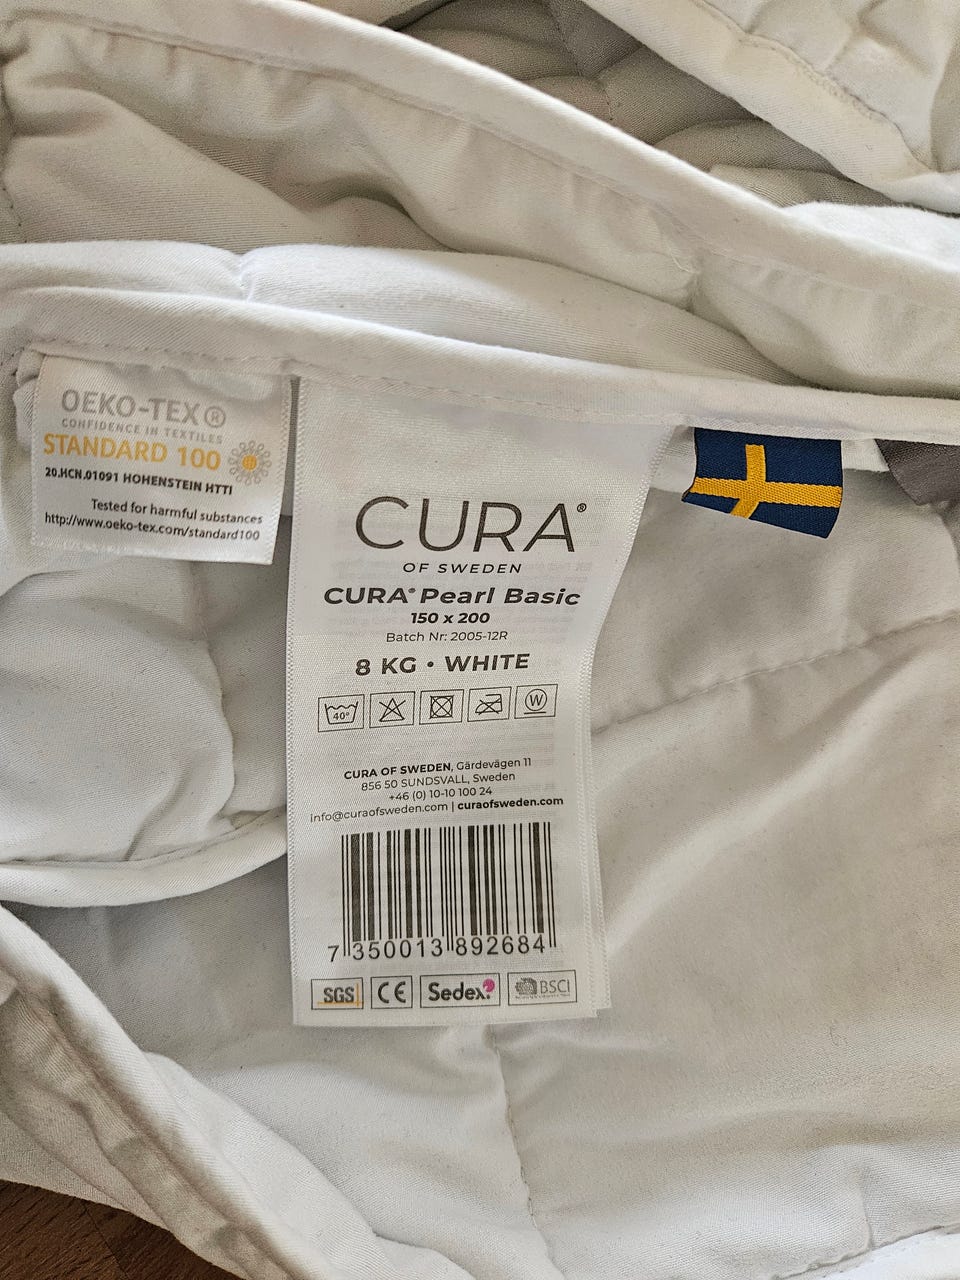 OEKO-TEX®
CONFIDENCE IN TEXTILES
STANDARD 100
20.HCN.01091 HOHENSTEIN HTTI
Tested for harmful substances
http://www.oeko-tex.com/standard100
CURA®
OF SWEDEN
CURA® Pearl Basic
150 x 200
Batch Nr: 2005-12R
8 KG • WHITE
40° W
CURA OF SWEDEN, Gärdevägen 11
856 50 SUNDSVALL, Sweden
+46 (0) 10-10 100 24
info@curaofsweden.com | curaofsweden.com
7 350013 892684
SGS CE Sedex BSCI